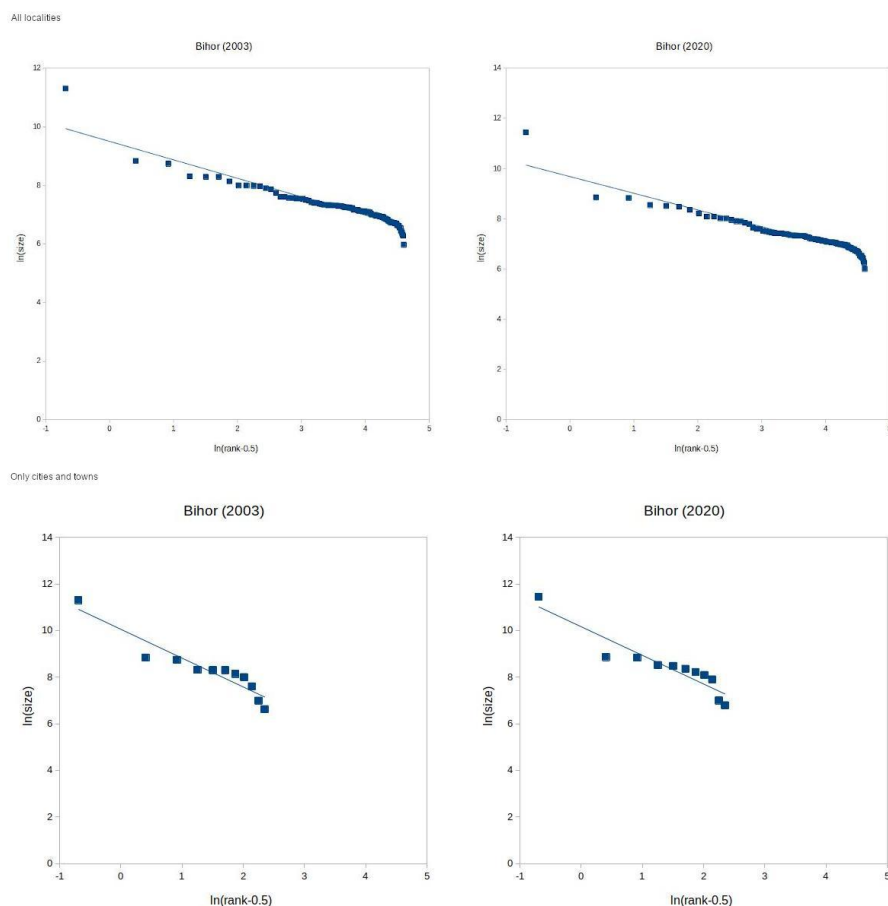 All localities
Bihor (2003)
12
10
8
6
4
2
0
-1 0 1 2 3 4 5
ln(size)
ln(rank-0.5)
Bihor (2020)
14
12
10
8
6
4
2
0
-1 0 1 2 3 4
ln(size)
ln(rank-0.5)
Only cities and towns
Bihor (2003)
14
12
10
8
6
4
2
0
-1 0 1 2 3 4 5
ln(size)
ln(rank-0.5)
Bihor (2020)
14
12
10
8
6
4
2
0
-1 0 1 2 3 4 5
ln(size)
ln(rank-0.5)